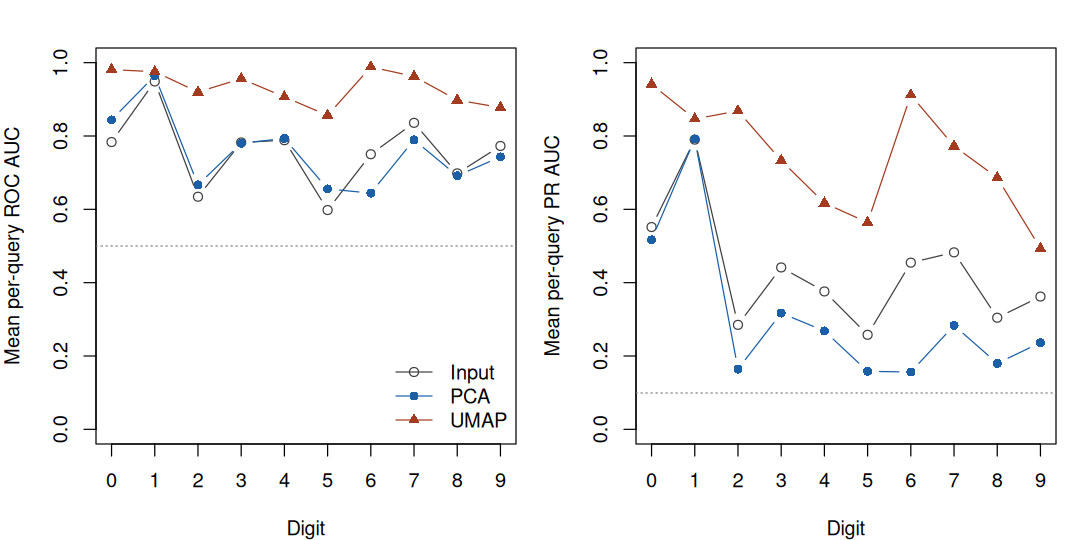 Mean per-query ROC AUC
1.0
0.8
0.6
0.4
0.2
0.0
Input
PCA
UMAP
0 1 2 3 4 5 6 7 8 9
Digit
Mean per-query PR AUC
1.0
0.8
0.6
0.4
0.2
0.0
0 1 2 3 4 5 6 7 8 9
Digit